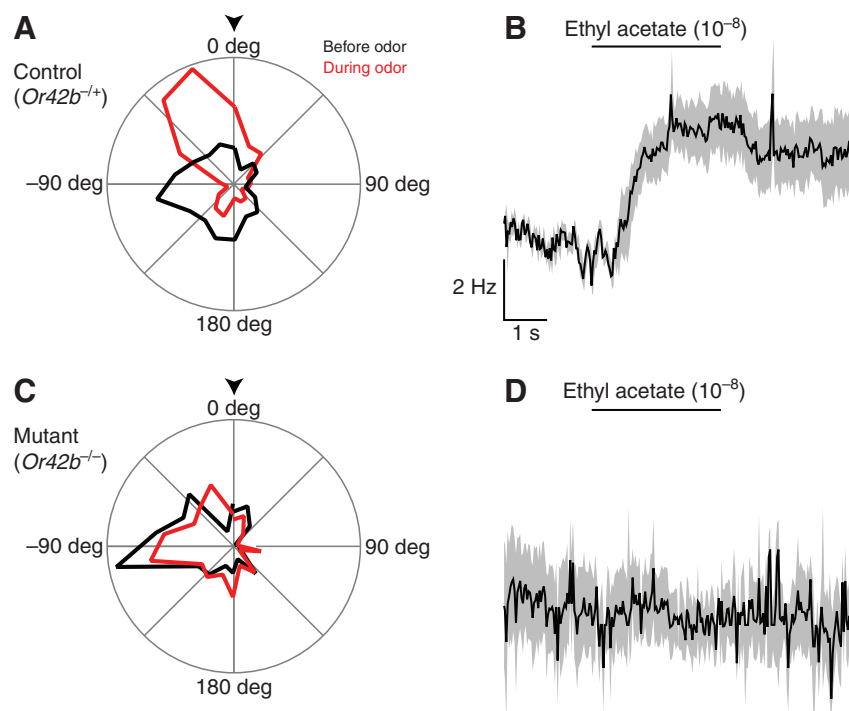 A
0 deg
Before odor
During odor
Control
(Or42b⁻/⁺)
–90 deg
90 deg
180 deg
B
Ethyl acetate (10⁻⁸)
2 Hz
1 s
C
0 deg
Mutant
(Or42b⁻/⁻)
–90 deg
90 deg
180 deg
D
Ethyl acetate (10⁻⁸)